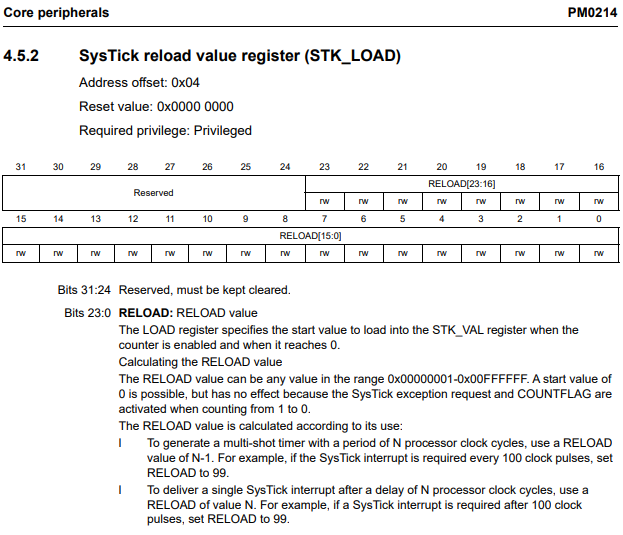 Core peripherals PM0214
4.5.2 SysTick reload value register (STK_LOAD)
Address offset: 0x04
Reset value: 0x0000 0000
Required privilege: Privileged
31 30 29 28 27 26 25 24 23 22 21 20 19 18 17 16
Reserved RELOAD[23:16]
rw rw rw rw rw rw rw rw
15 14 13 12 11 10 9 8 7 6 5 4 3 2 1 0
RELOAD[15:0]
rw rw rw rw rw rw rw rw rw rw rw rw rw rw rw rw
Bits 31:24 Reserved, must be kept cleared.
Bits 23:0 RELOAD: RELOAD value
The LOAD register specifies the start value to load into the STK_VAL register when the
counter is enabled and when it reaches 0.
Calculating the RELOAD value
The RELOAD value can be any value in the range 0x00000001-0x00FFFFFF. A start value of
0 is possible, but has no effect because the SysTick exception request and COUNTFLAG are
activated when counting from 1 to 0.
The RELOAD value is calculated according to its use:
l To generate a multi-shot timer with a period of N processor clock cycles, use a RELOAD
value of N-1. For example, if the SysTick interrupt is required every 100 clock pulses, set
RELOAD to 99.
l To deliver a single SysTick interrupt after a delay of N processor clock cycles, use a
RELOAD of value N. For example, if a SysTick interrupt is required after 100 clock
pulses, set RELOAD to 99.